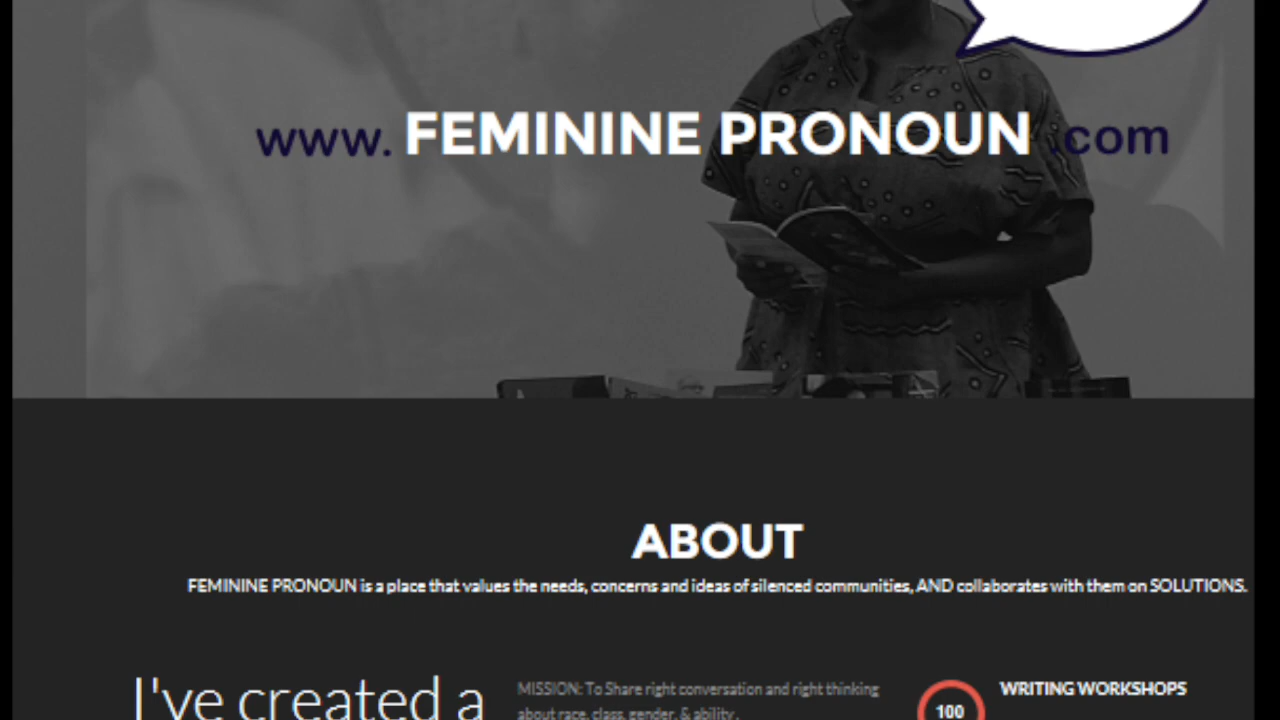 www. FEMININE PRONOUN .com
ABOUT
FEMININE PRONOUN is a place that values the needs, concerns and ideas of silenced communities, AND collaborates with them on SOLUTIONS.
I've created a
MISSION: To Share right conversation and right thinking
about race, class, gender, & ability.
100
WRITING WORKSHOPS